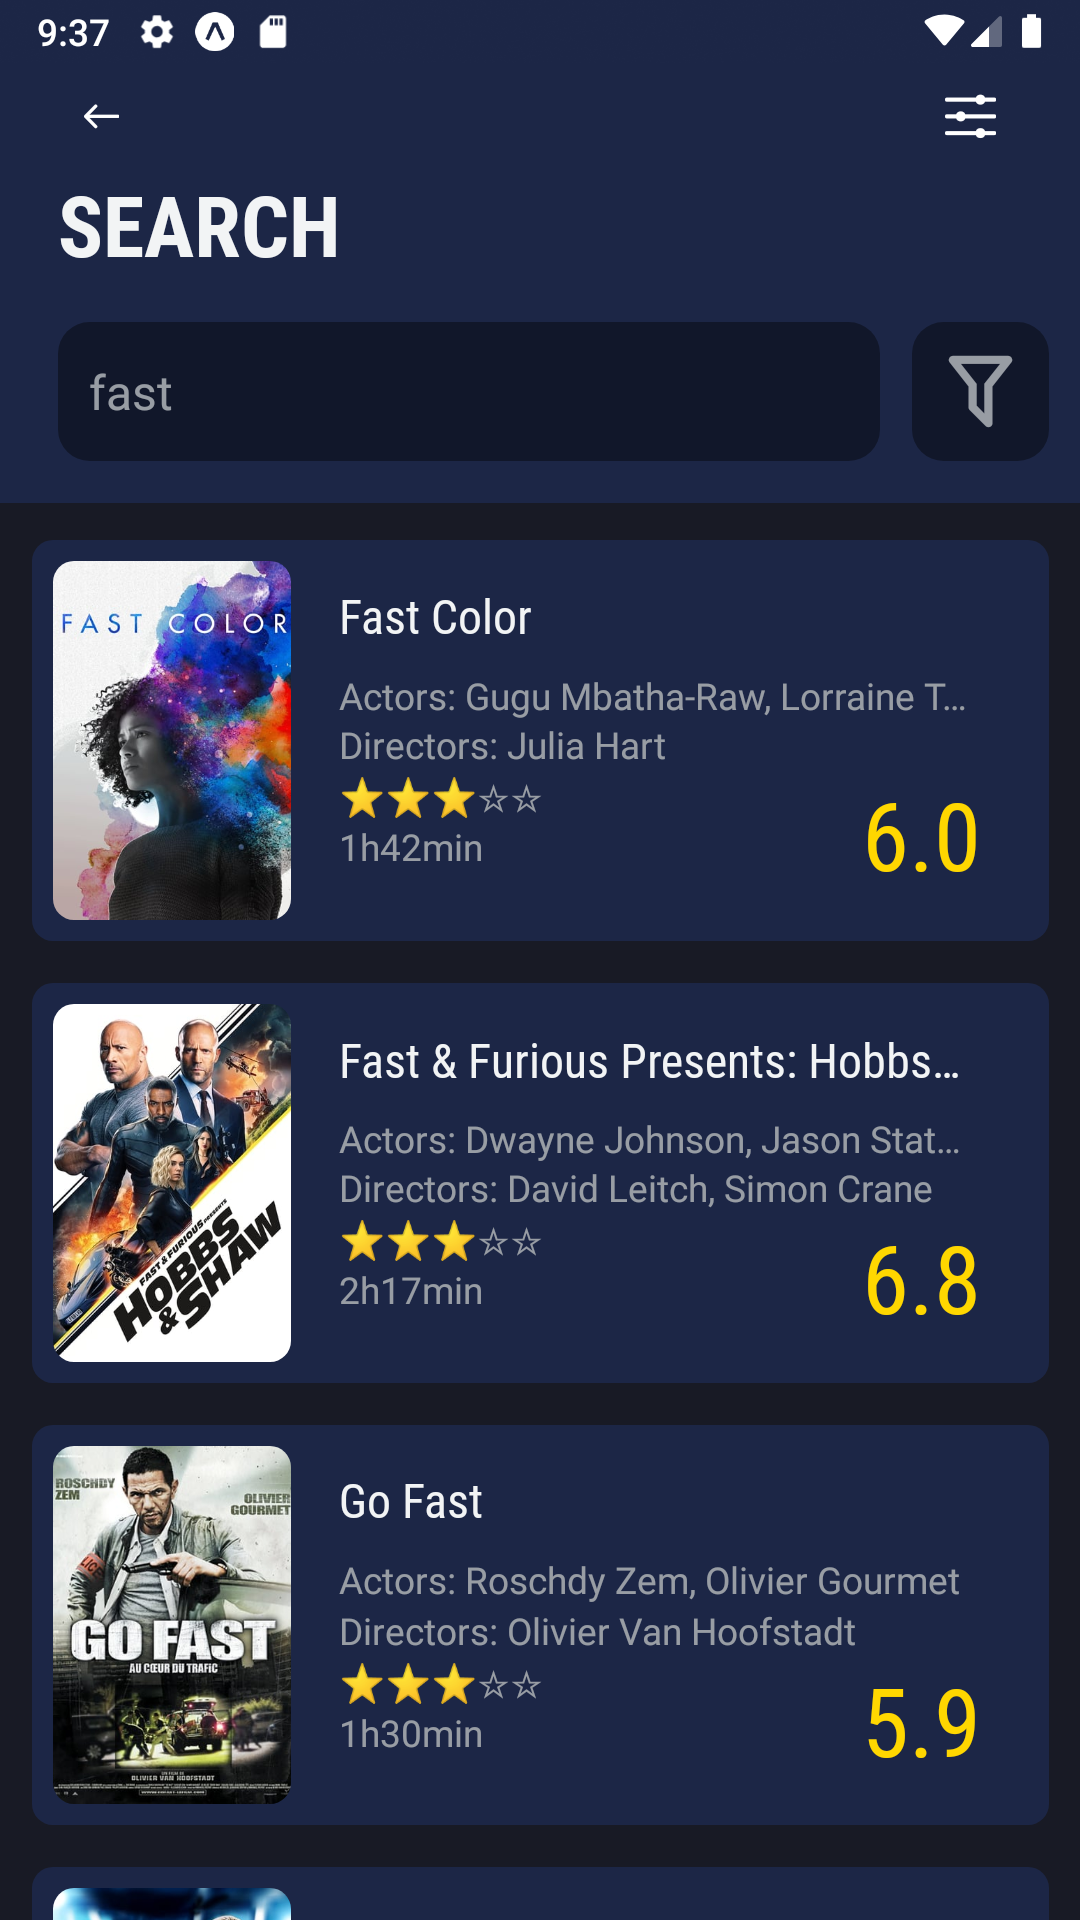 9:37
SEARCH
fast
FAST COLOR
Fast Color
Actors: Gugu Mbatha-Raw, Lorraine T...
Directors: Julia Hart
⭐⭐⭐☆☆
1h42min
6.0
FAST & FURIOUS PRESENTS
HOBBS
& SHAW
Fast & Furious Presents: Hobbs...
Actors: Dwayne Johnson, Jason Stat...
Directors: David Leitch, Simon Crane
⭐⭐⭐☆☆
2h17min
6.8
ROSCHDY
ZEM
OLIVIER
GOURMET
GO FAST
AU CŒUR DU TRAFIC
OLIVIER VAN HOOFSTADT
Go Fast
Actors: Roschdy Zem, Olivier Gourmet
Directors: Olivier Van Hoofstadt
⭐⭐⭐☆☆
1h30min
5.9